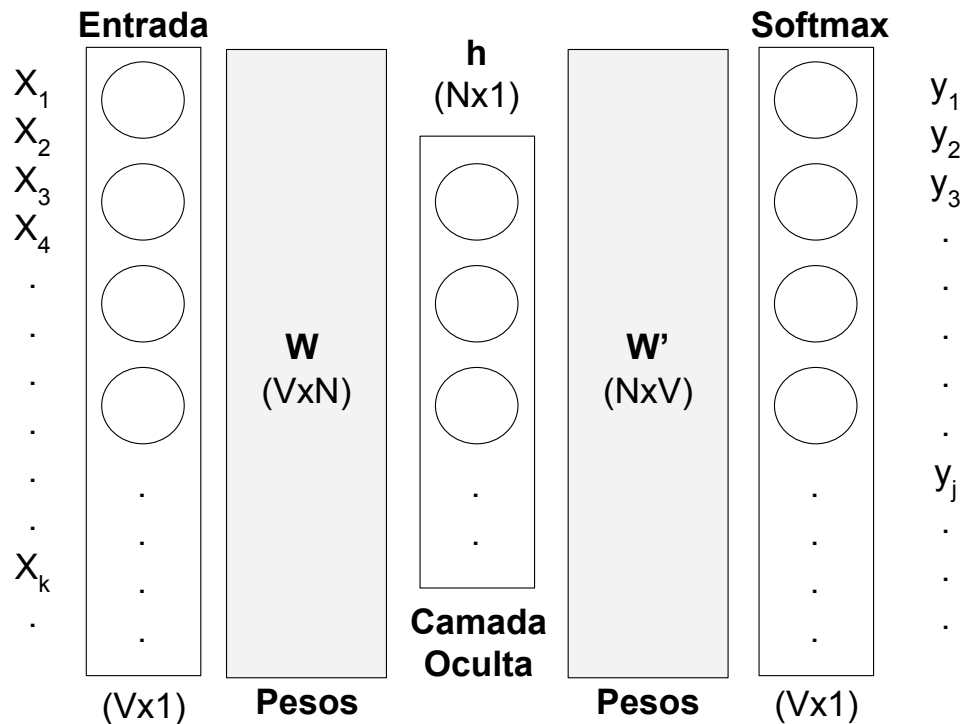 Entrada
X1
X2
X3
X4
.
.
.
.
.
.
Xk
.
.
.
.
.
(Vx1)
W
(VxN)
Pesos
h
(Nx1)
.
.
Camada
Oculta
W’
(NxV)
Pesos
Softmax
.
.
.
.
(Vx1)
y1
y2
y3
.
.
.
.
.
yj
.
.
.